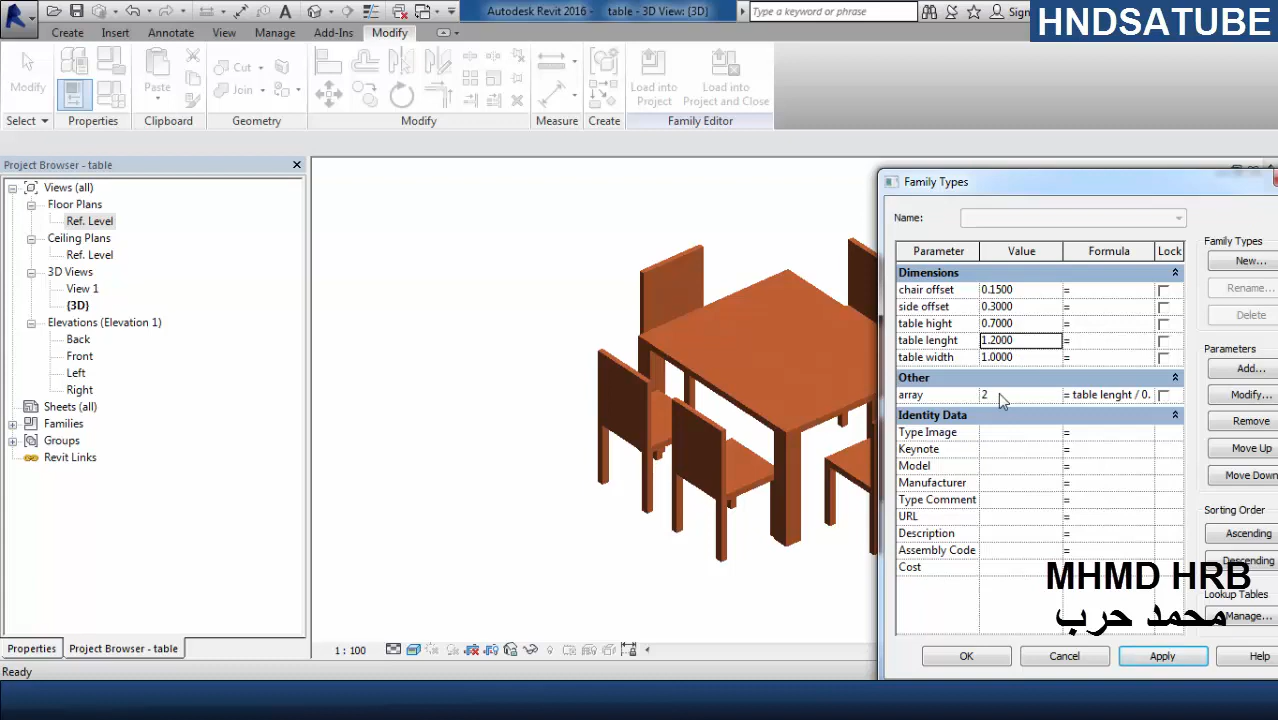 Autodesk Revit 2016 - table - 3D View: {3D}
Type a keyword or phrase
Sign
HNDSATUBE
Create Insert Annotate View Manage Add-Ins Modify
Modify
Paste
Cut
Join
Load into Project
Load into Project and Close
Select Properties Clipboard Geometry Modify Measure Create Family Editor
Project Browser - table
Views (all)
Floor Plans
Ref. Level
Ceiling Plans
Ref. Level
3D Views
View 1
{3D}
Elevations (Elevation 1)
Back
Front
Left
Right
Sheets (all)
Families
Groups
Revit Links
Properties
Project Browser - table
Ready
1 : 100
Family Types
Name:
Parameter Value Formula Lock
Dimensions
chair offset 0.1500 =
side offset 0.3000 =
table hight 0.7000 =
table lenght 1.2000 =
table width 1.0000 =
Other
array 2 = table lenght / 0.
Identity Data
Type Image =
Keynote =
Model =
Manufacturer =
Type Comment =
URL =
Description =
Assembly Code =
Cost =
OK Cancel Apply Help
Family Types
New...
Rename...
Delete
Parameters
Add...
Modify...
Remove
Move Up
Move Down
Sorting Order
Ascending
Descending
Lookup Tables
Manage...
MHMD HRB
محمد حرب